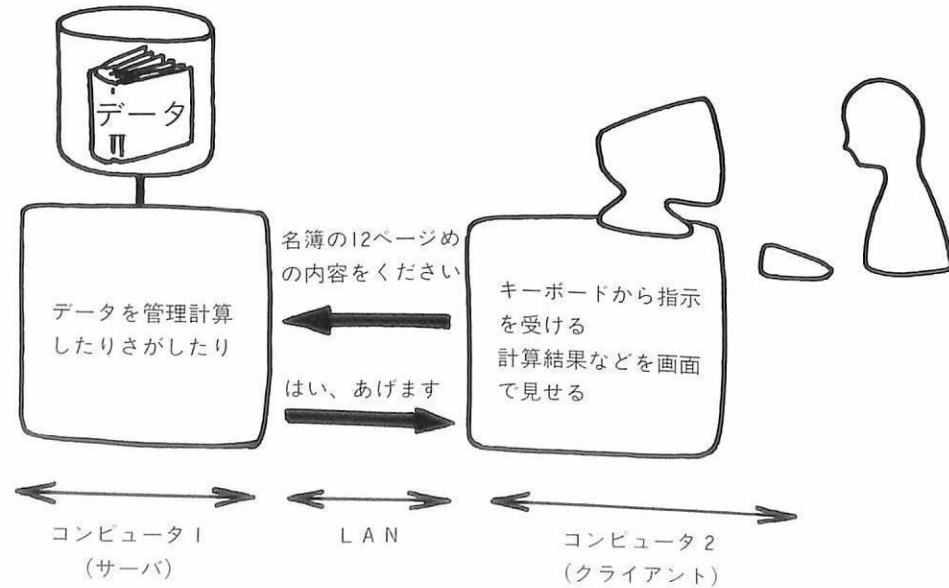 データ
名簿の12ページめ
の内容をください
データを管理計算
したりさがしたり
はい、あげます
キーボードから指示
を受ける
計算結果などを画面
で見せる
コンピュータ1
(サーバ)
LAN
コンピュータ2
(クライアント)